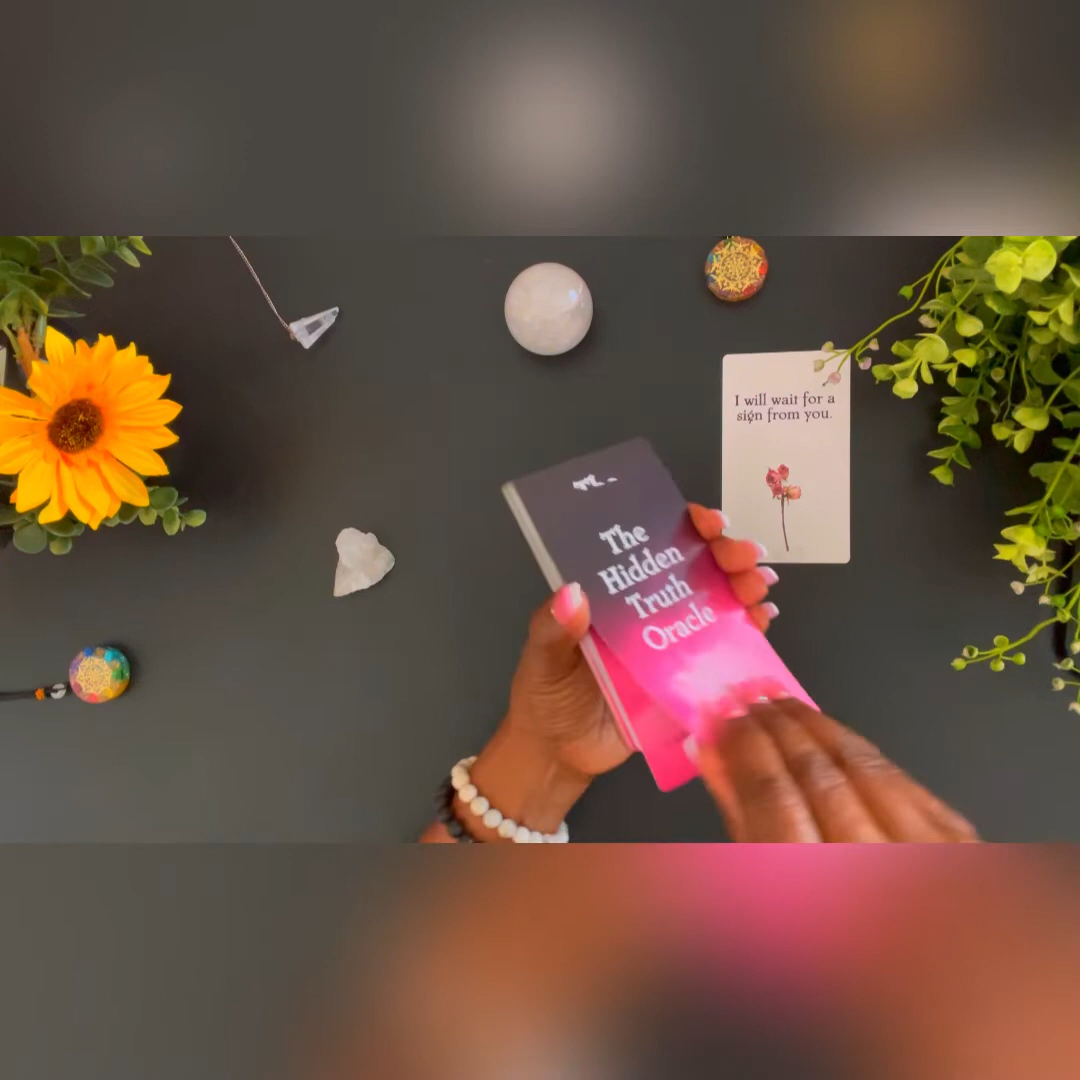 I will wait for a
sign from you.
The
Hidden
Truth
Oracle